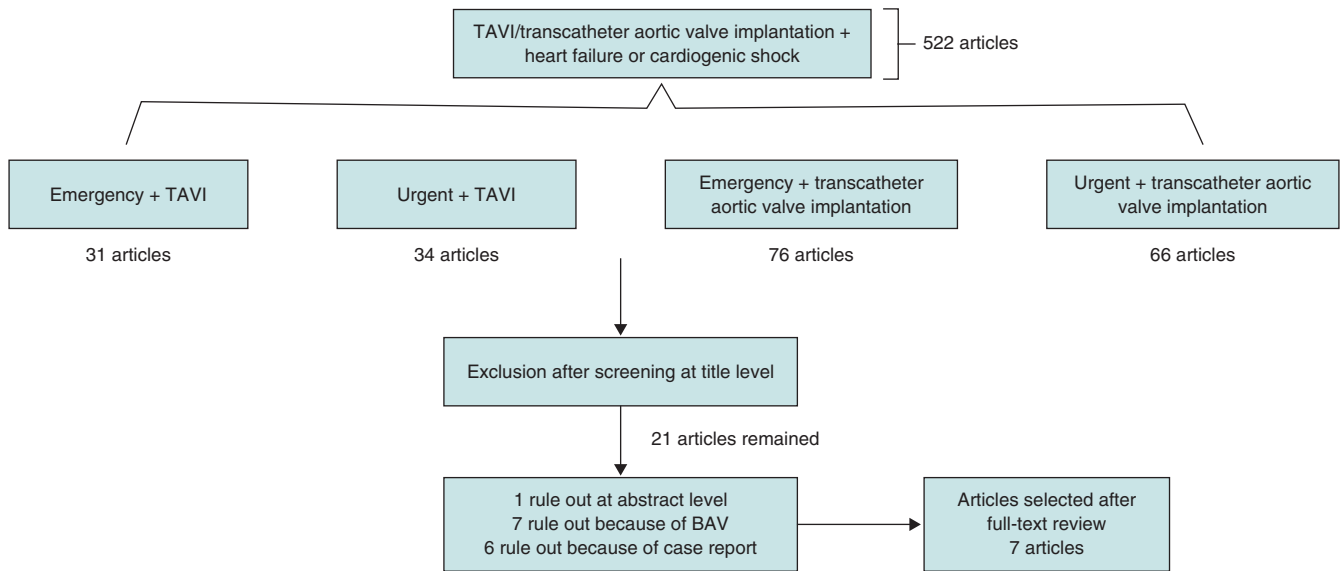 TAVI/transcatheter aortic valve implantation +
heart failure or cardiogenic shock
522 articles
Emergency + TAVI
31 articles
Urgent + TAVI
34 articles
Emergency + transcatheter
aortic valve implantation
76 articles
Urgent + transcatheter aortic
valve implantation
66 articles
Exclusion after screening at title level
21 articles remained
1 rule out at abstract level
7 rule out because of BAV
6 rule out because of case report
Articles selected after
full-text review
7 articles